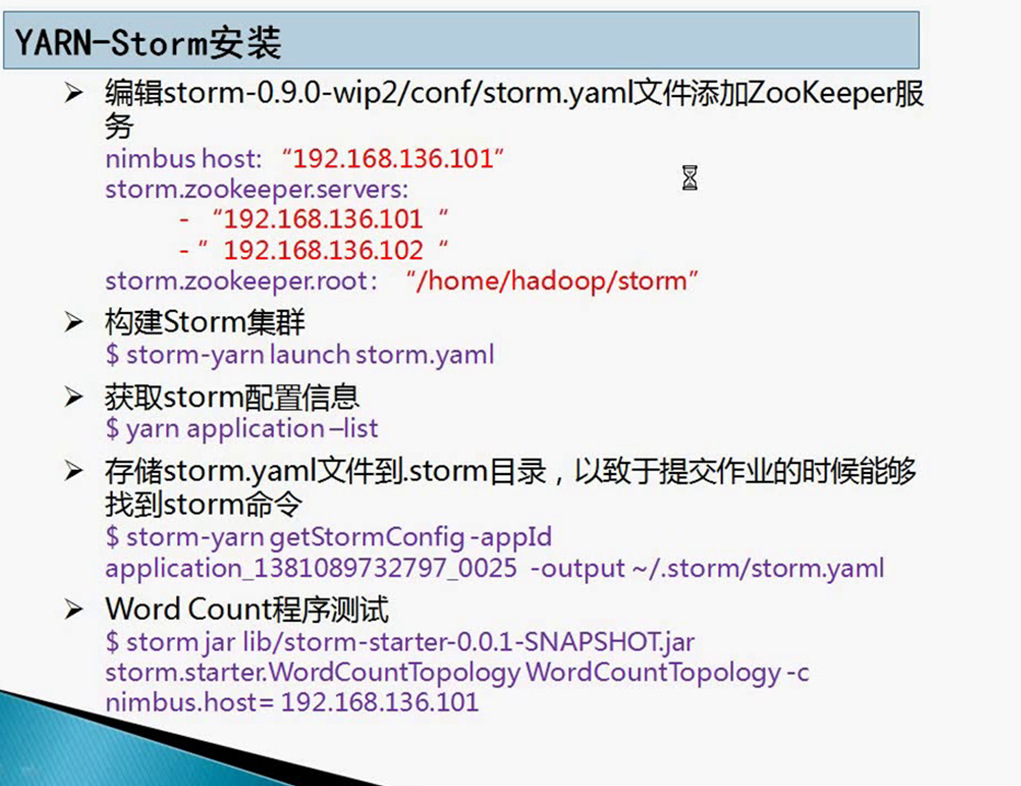 YARN-Storm安装
编辑storm-0.9.0-wip2/conf/storm.yaml文件添加ZooKeeper服
务
nimbus host: “192.168.136.101”
storm.zookeeper.servers:
- “192.168.136.101 “
- ” 192.168.136.102 “
storm.zookeeper.root: “/home/hadoop/storm”
构建Storm集群
$ storm-yarn launch storm.yaml
获取storm配置信息
$ yarn application –list
存储storm.yaml文件到.storm目录，以致于提交作业的时候能够
找到storm命令
$ storm-yarn getStormConfig -appId
application_1381089732797_0025 -output ~/.storm/storm.yaml
Word Count程序测试
$ storm jar lib/storm-starter-0.0.1-SNAPSHOT.jar
storm.starter.WordCountTopology WordCountTopology -c
nimbus.host= 192.168.136.101